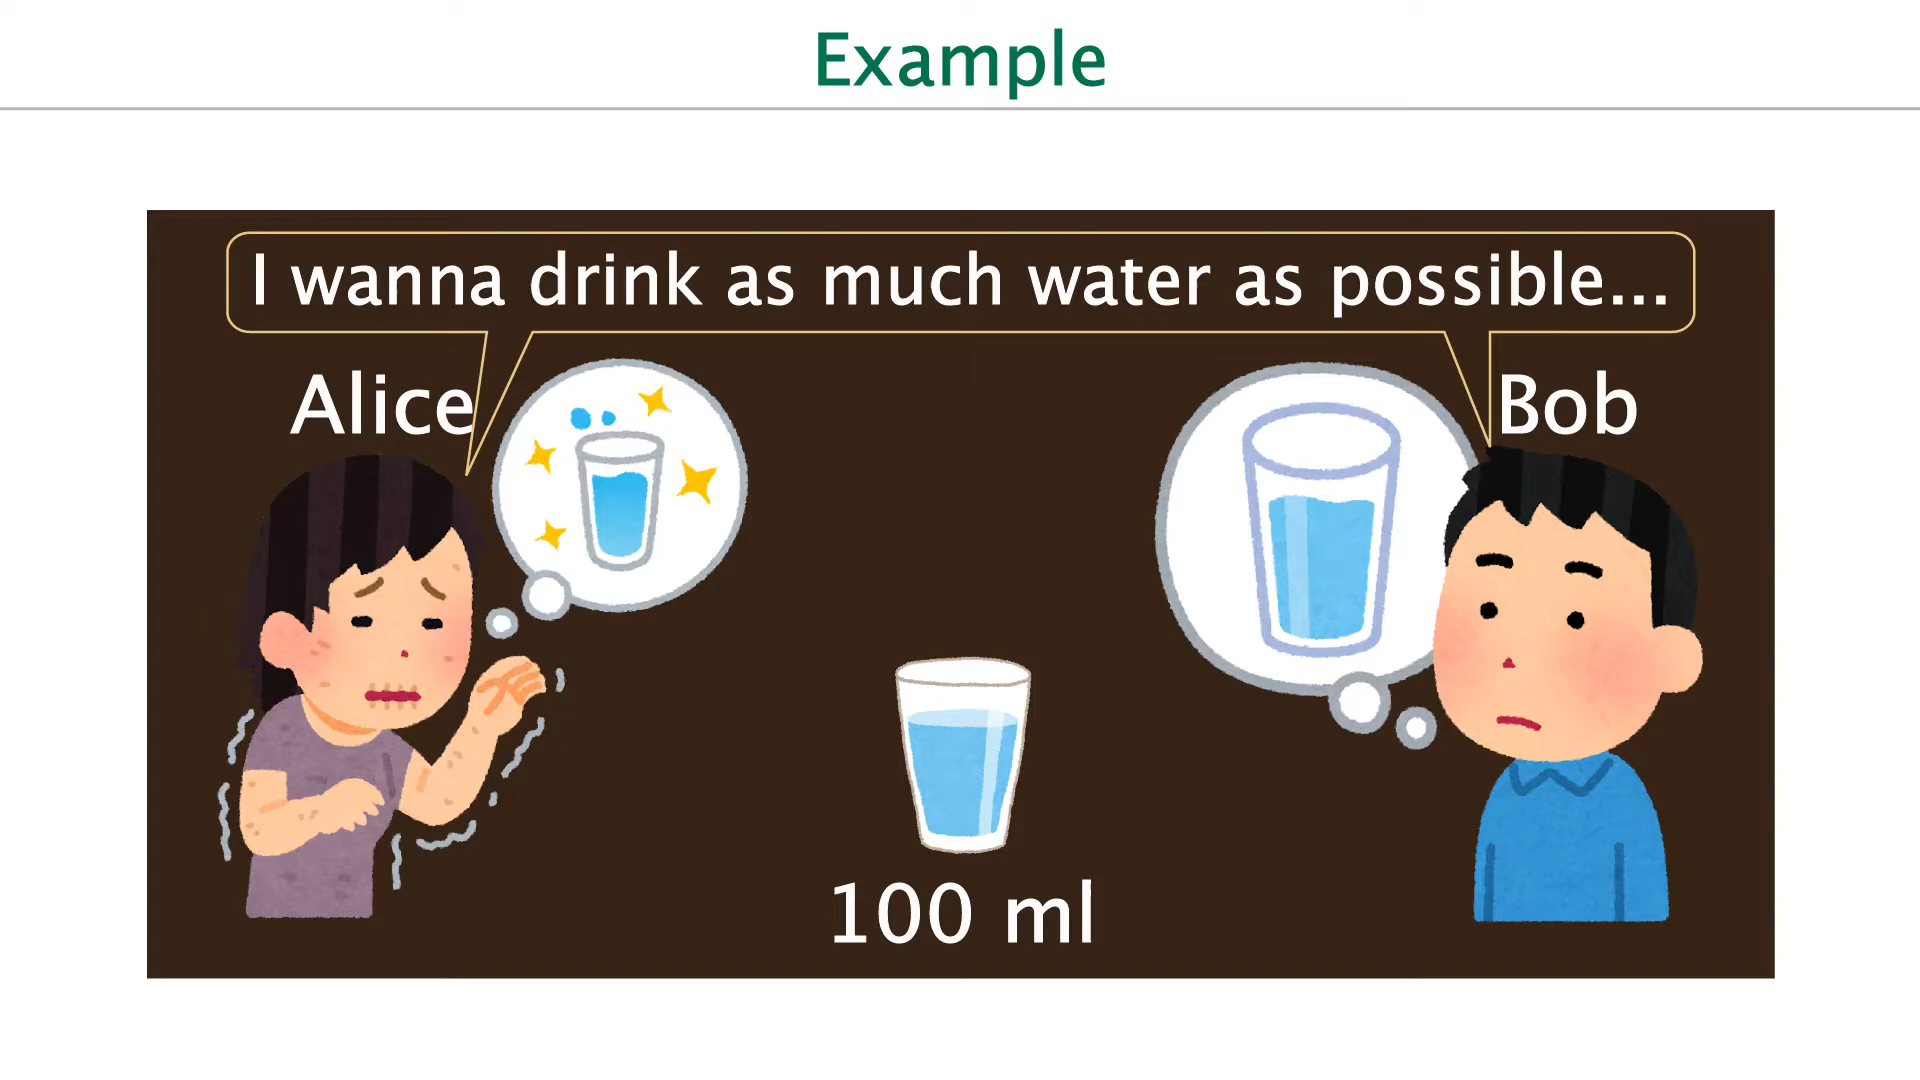 Example
I wanna drink as much water as possible...
Alice
Bob
100 ml